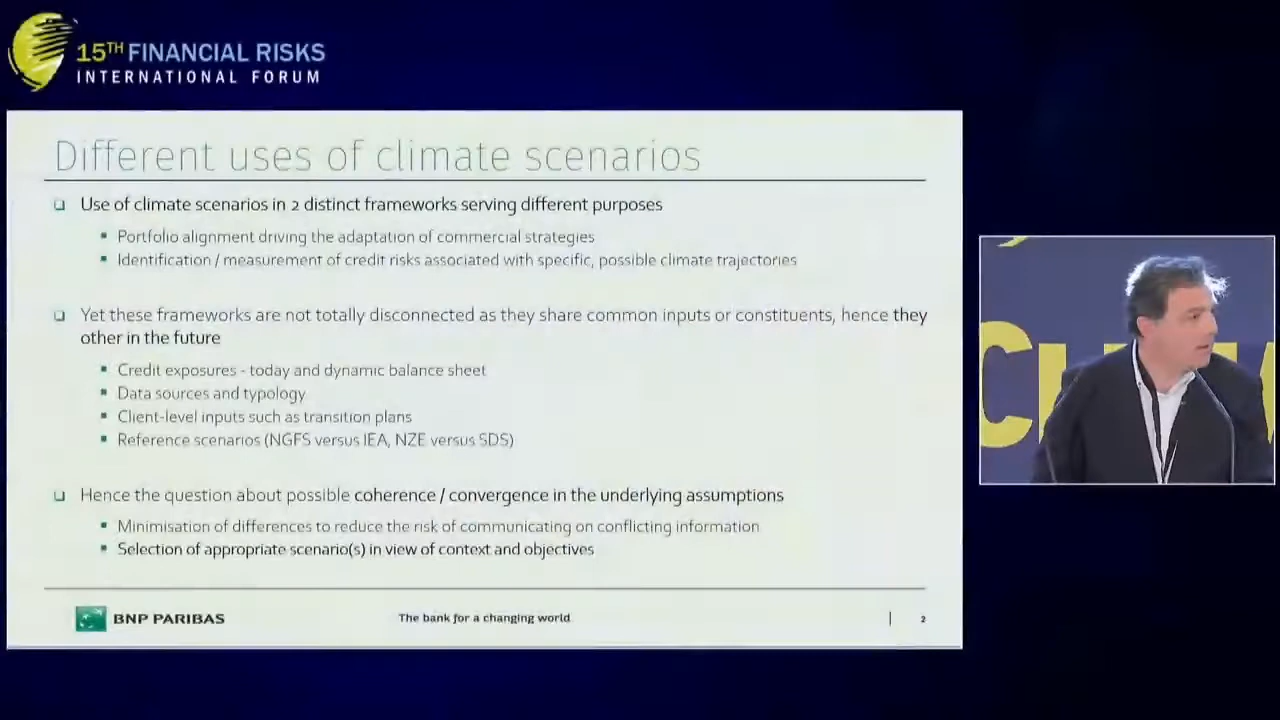 15TH FINANCIAL RISKS
INTERNATIONAL FORUM
Different uses of climate scenarios
❑ Use of climate scenarios in 2 distinct frameworks serving different purposes
▪ Portfolio alignment driving the adaptation of commercial strategies
▪ Identification / measurement of credit risks associated with specific, possible climate trajectories
❑ Yet these frameworks are not totally disconnected as they share common inputs or constituents, hence they
other in the future
▪ Credit exposures - today and dynamic balance sheet
▪ Data sources and typology
▪ Client-level inputs such as transition plans
▪ Reference scenarios (NGFS versus IEA, NZE versus SDS)
❑ Hence the question about possible coherence / convergence in the underlying assumptions
▪ Minimisation of differences to reduce the risk of communicating on conflicting information
▪ Selection of appropriate scenario(s) in view of context and objectives
BNP PARIBAS
The bank for a changing world
2